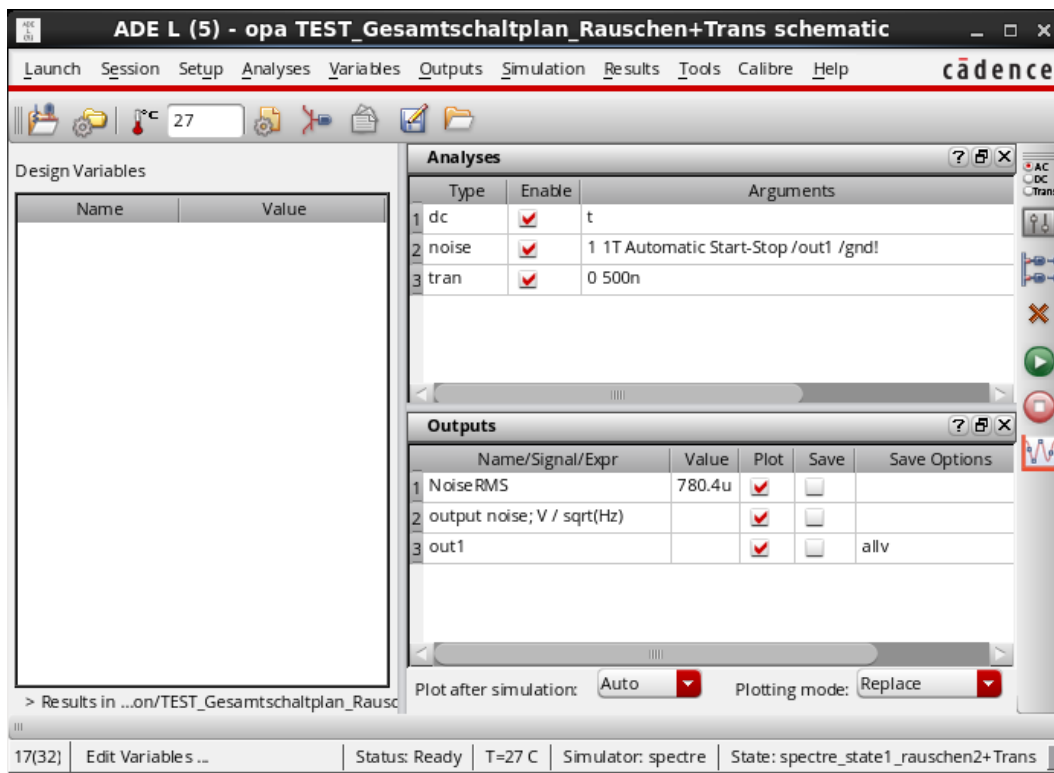 ADE L (5) - opa TEST_Gesamtschaltplan_Rauschen+Trans schematic
Launch Session Setup Analyses Variables Outputs Simulation Results Tools Calibre Help cādence
°C 27
Design Variables
Name Value
Analyses
Type Enable Arguments
1 dc t
2 noise 1 1T Automatic Start-Stop /out1 /gnd!
3 tran 0 500n
AC
DC
Trans
Outputs
Name/Signal/Expr Value Plot Save Save Options
1 NoiseRMS 780.4u
2 output noise; V / sqrt(Hz)
3 out1 allv
Plot after simulation: Auto Plotting mode: Replace
> Results in ...on/TEST_Gesamtschaltplan_Rausc
17(32) Edit Variables ... Status: Ready T=27 C Simulator: spectre State: spectre_state1_rauschen2+Trans